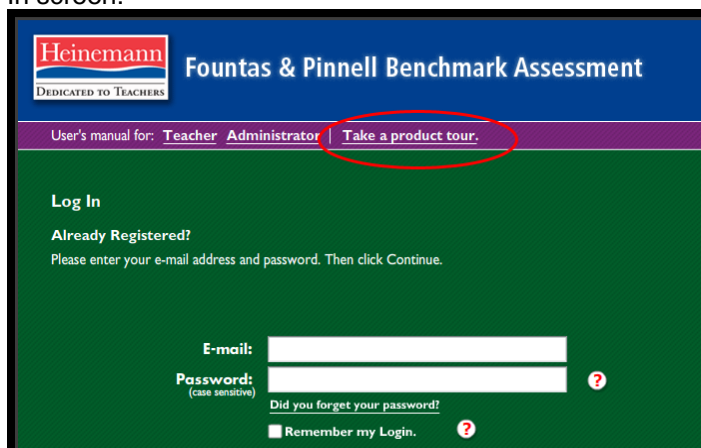 in screen.
Heinemann
DEDICATED TO TEACHERS
Fountas & Pinnell Benchmark Assessment
User's manual for: Teacher Administrator | Take a product tour.
Log In
Already Registered?
Please enter your e-mail address and password. Then click Continue.
E-mail:
Password:
(case sensitive)
?
Did you forget your password?
Remember my Login.
?